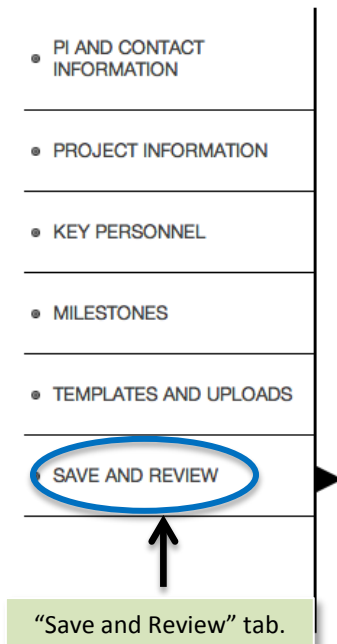 PI AND CONTACT
INFORMATION
PROJECT INFORMATION
KEY PERSONNEL
MILESTONES
TEMPLATES AND UPLOADS
SAVE AND REVIEW
“Save and Review” tab.